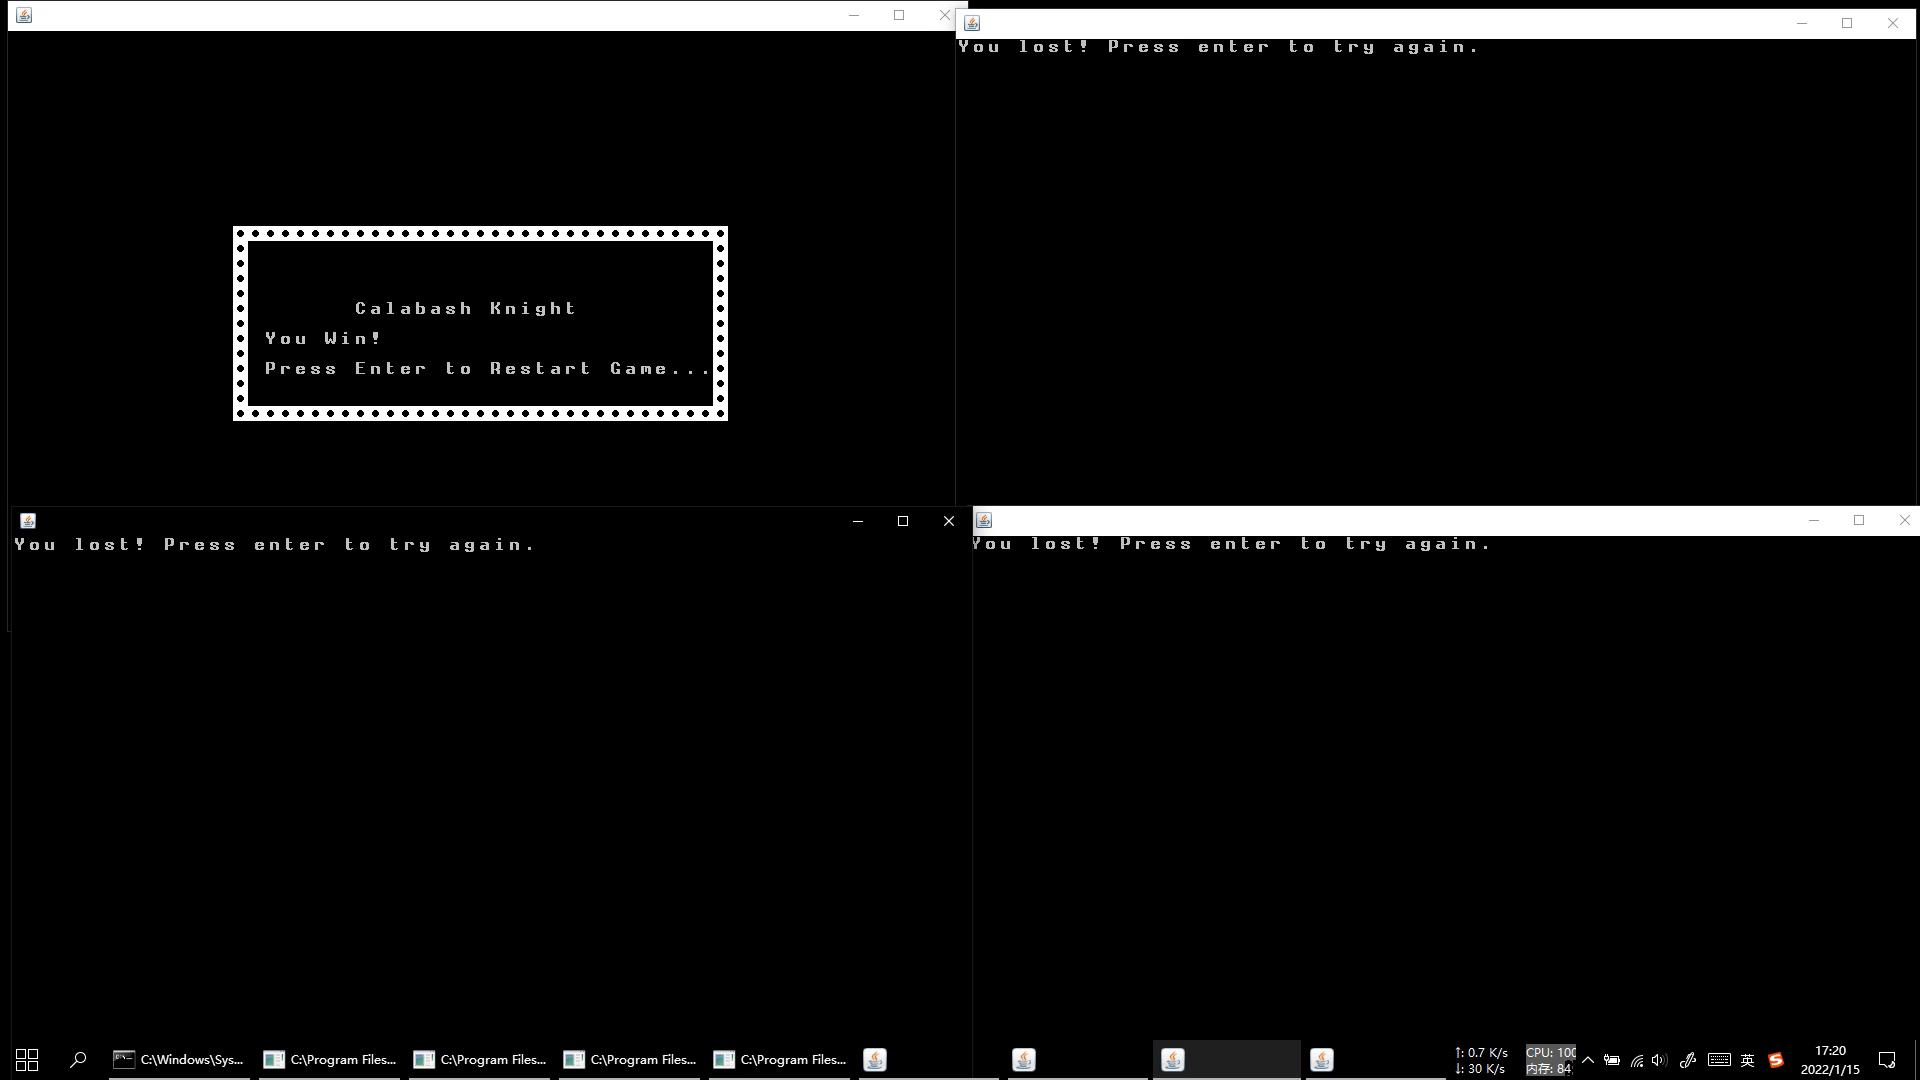 You lost! Press enter to try again.
Calabash Knight
You Win!
Press Enter to Restart Game...
You lost! Press enter to try again.
You lost! Press enter to try again.
C:\Windows\Sys...
C:\Program Files...
C:\Program Files...
C:\Program Files...
C:\Program Files...
↑: 0.7 K/s
↓: 30 K/s
CPU: 100
内存: 84
英
17:20
2022/1/15